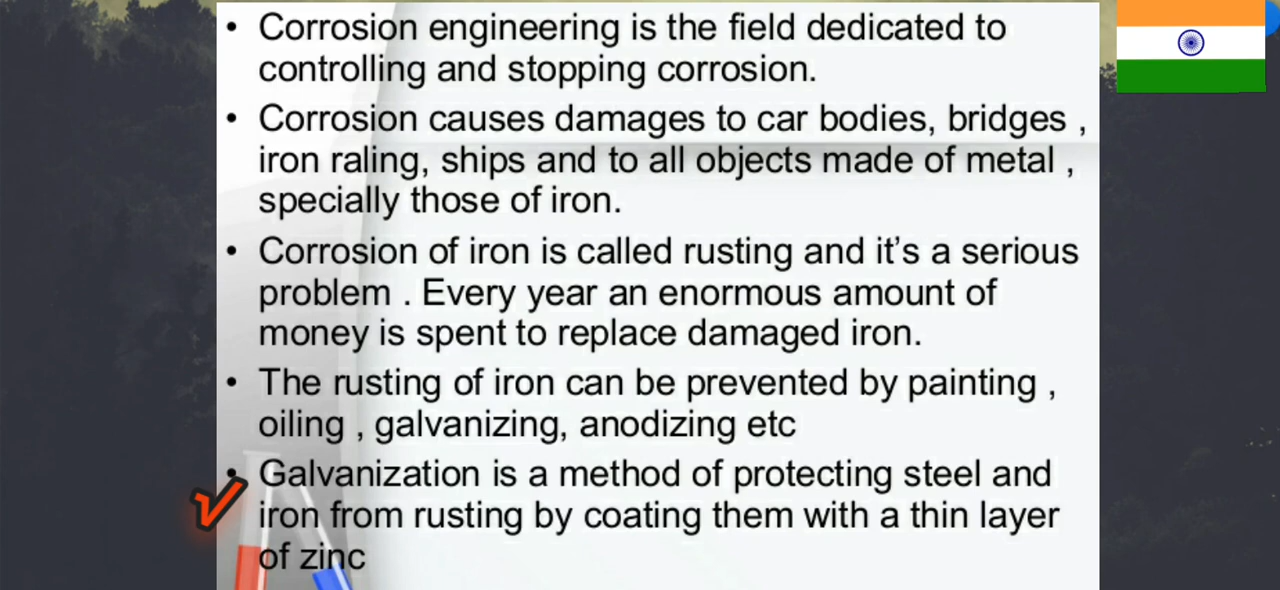 • Corrosion engineering is the field dedicated to
controlling and stopping corrosion.
• Corrosion causes damages to car bodies, bridges ,
iron raling, ships and to all objects made of metal ,
specially those of iron.
• Corrosion of iron is called rusting and it’s a serious
problem . Every year an enormous amount of
money is spent to replace damaged iron.
• The rusting of iron can be prevented by painting ,
oiling , galvanizing, anodizing etc
• Galvanization is a method of protecting steel and
iron from rusting by coating them with a thin layer
of zinc